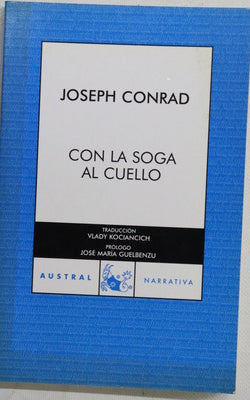 JOSEPH CONRAD
CON LA SOGA
AL CUELLO
TRADUCCIÓN
VLADY KOCIANCICH
PRÓLOGO
JOSÉ MARÍA GUELBENZU
AUSTRAL NARRATIVA